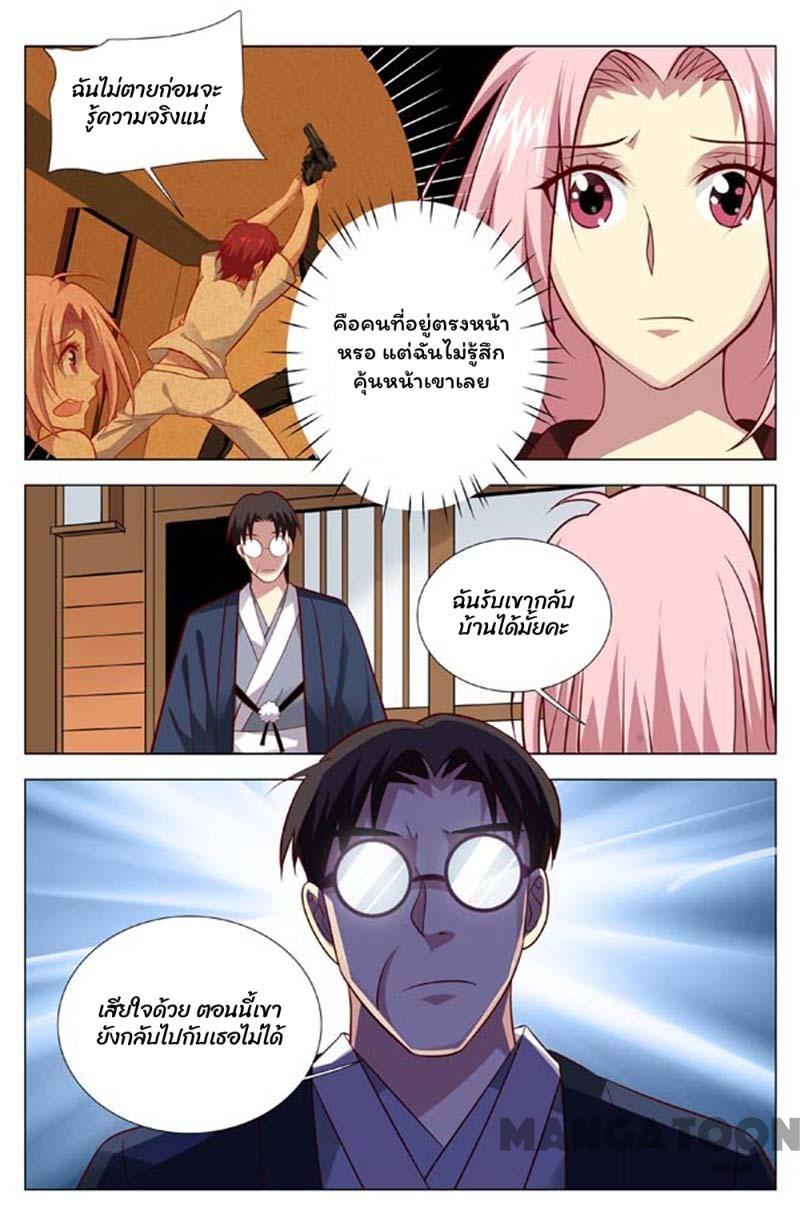 ฉันไม่ตายก่อนจะ
รู้ความจริงแน่
คือคนที่อยู่ตรงหน้า
หรอ แต่ฉันไม่รู้สึก
คุ้นหน้าเขาเลย
ฉันรับเขากลับ
บ้านได้มั้ยคะ
เสียใจด้วย ตอนนี้เขา
ยังกลับไปกับเธอไม่ได้
MANGATOON